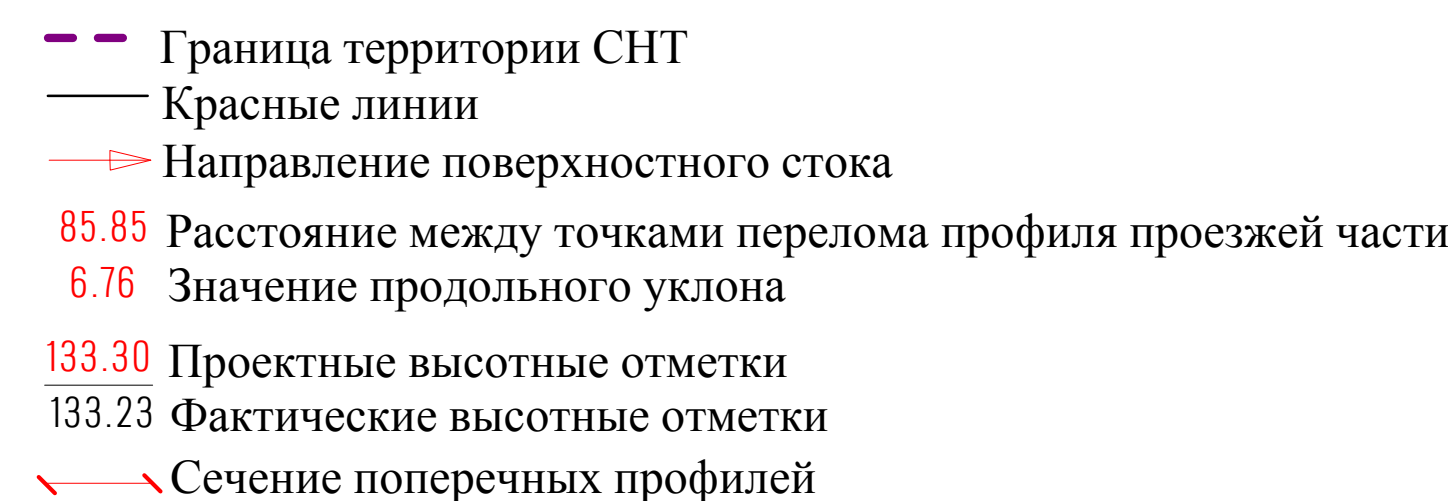 Граница территории СНТ
Красные линии
Направление поверхностного стока
85.85 Расстояние между точками перелома профиля проезжей части
6.76 Значение продольного уклона
133.30 Проектные высотные отметки
133.23 Фактические высотные отметки
Сечение поперечных профилей